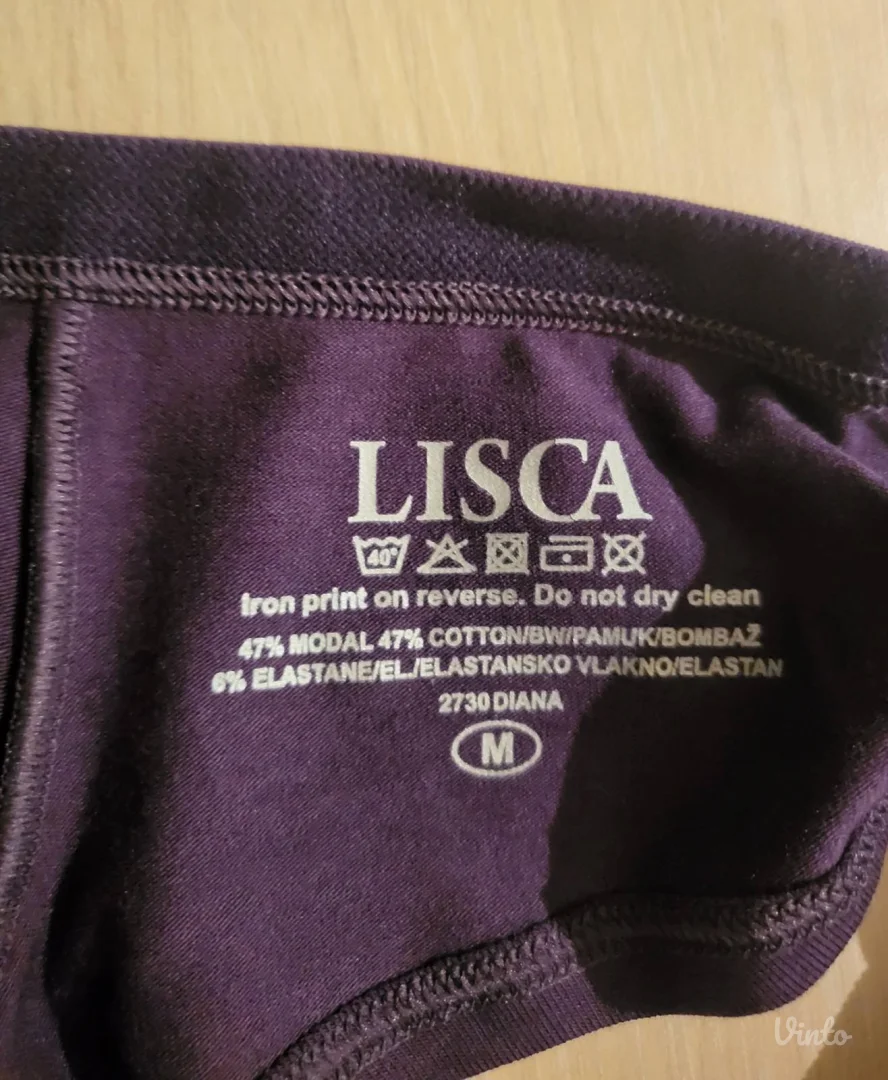 LISCA
40°
Iron print on reverse. Do not dry clean
47% MODAL 47% COTTON/BW/PAMUK/BOMBAŽ
6% ELASTANE/EL./ELASTANSKO VLAKNO/ELASTAN
2730 DIANA
M
Vinto